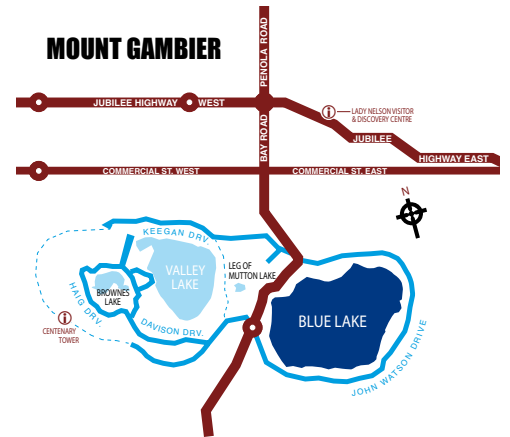 MOUNT GAMBIER
PENOLA ROAD
JUBILEE HIGHWAY WEST
LADY NELSON VISITOR
& DISCOVERY CENTRE
BAY ROAD
JUBILEE
HIGHWAY EAST
COMMERCIAL ST. WEST
COMMERCIAL ST. EAST
N
KEEGAN DRV.
VALLEY
LAKE
LEG OF
MUTTON LAKE
BROWNES
LAKE
HAIG DRV.
DAVISON DRV.
CENTENARY
TOWER
BLUE LAKE
JOHN WATSON DRIVE